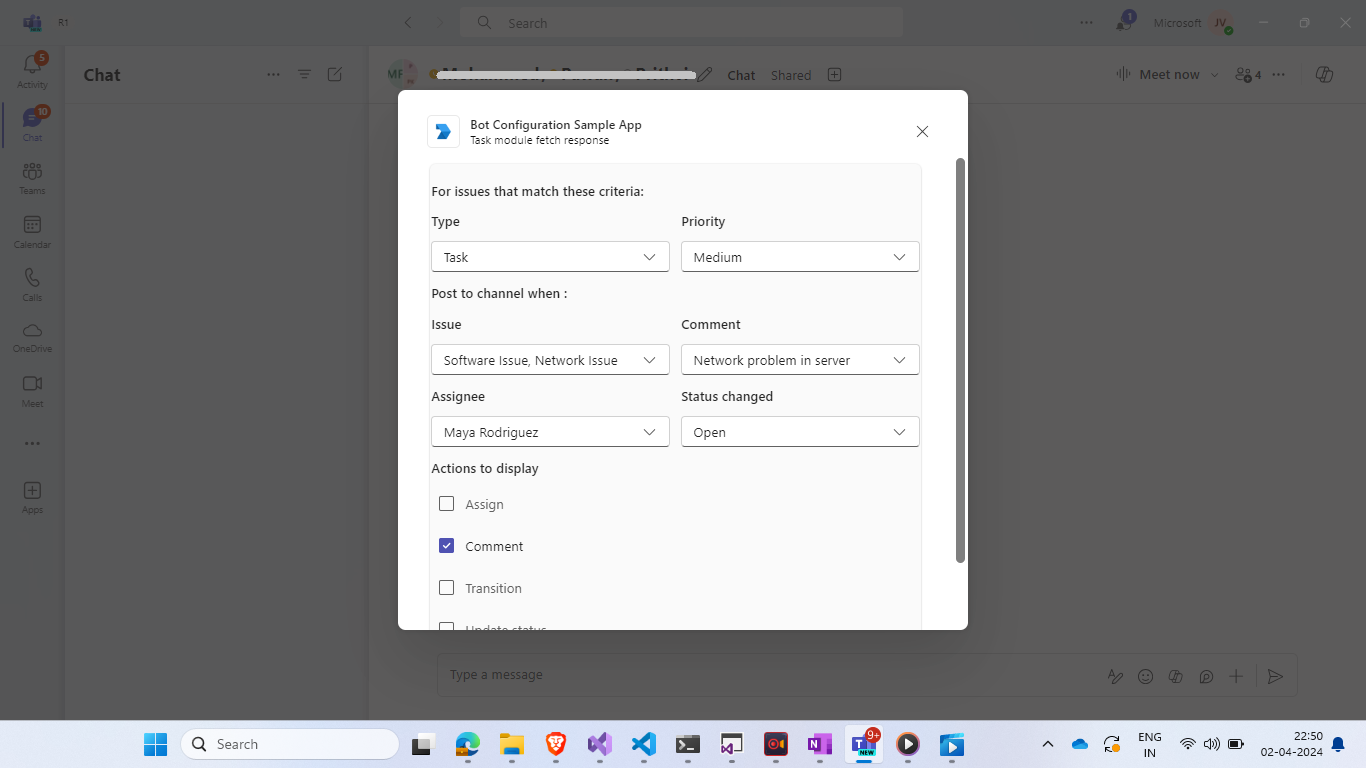 R1
Search
1
Microsoft
JV
5
Activity
10
Chat
Teams
Calendar
Calls
OneDrive
Meet
Apps
Chat
Chat
Shared
Meet now
4
Bot Configuration Sample App
Task module fetch response
For issues that match these criteria:
Type
Priority
Task
Medium
Post to channel when :
Issue
Comment
Software Issue, Network Issue
Network problem in server
Assignee
Status changed
Maya Rodriguez
Open
Actions to display
Assign
Comment
Transition
Update status
Type a message
Search
9+
NEW
ENG
IN
22:50
02-04-2024